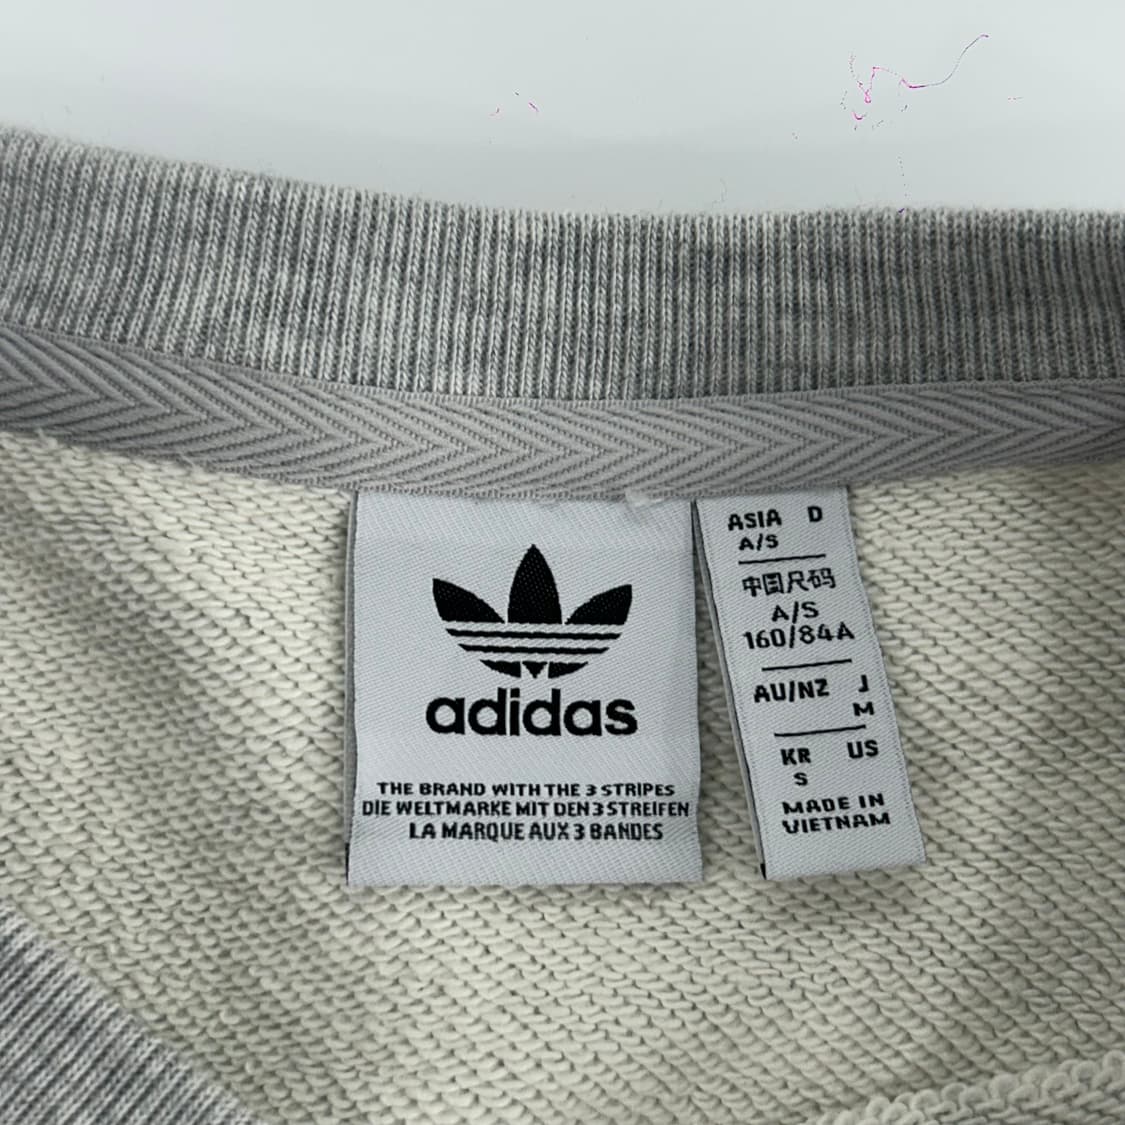 adidas
THE BRAND WITH THE 3 STRIPES
DIE WELTMARKE MIT DEN 3 STREIFEN
LA MARQUE AUX 3 BANDES
ASIA D
A/S
中国尺码
A/S
160/84A
AU/NZ J
M
KR US
S
MADE IN
VIETNAM